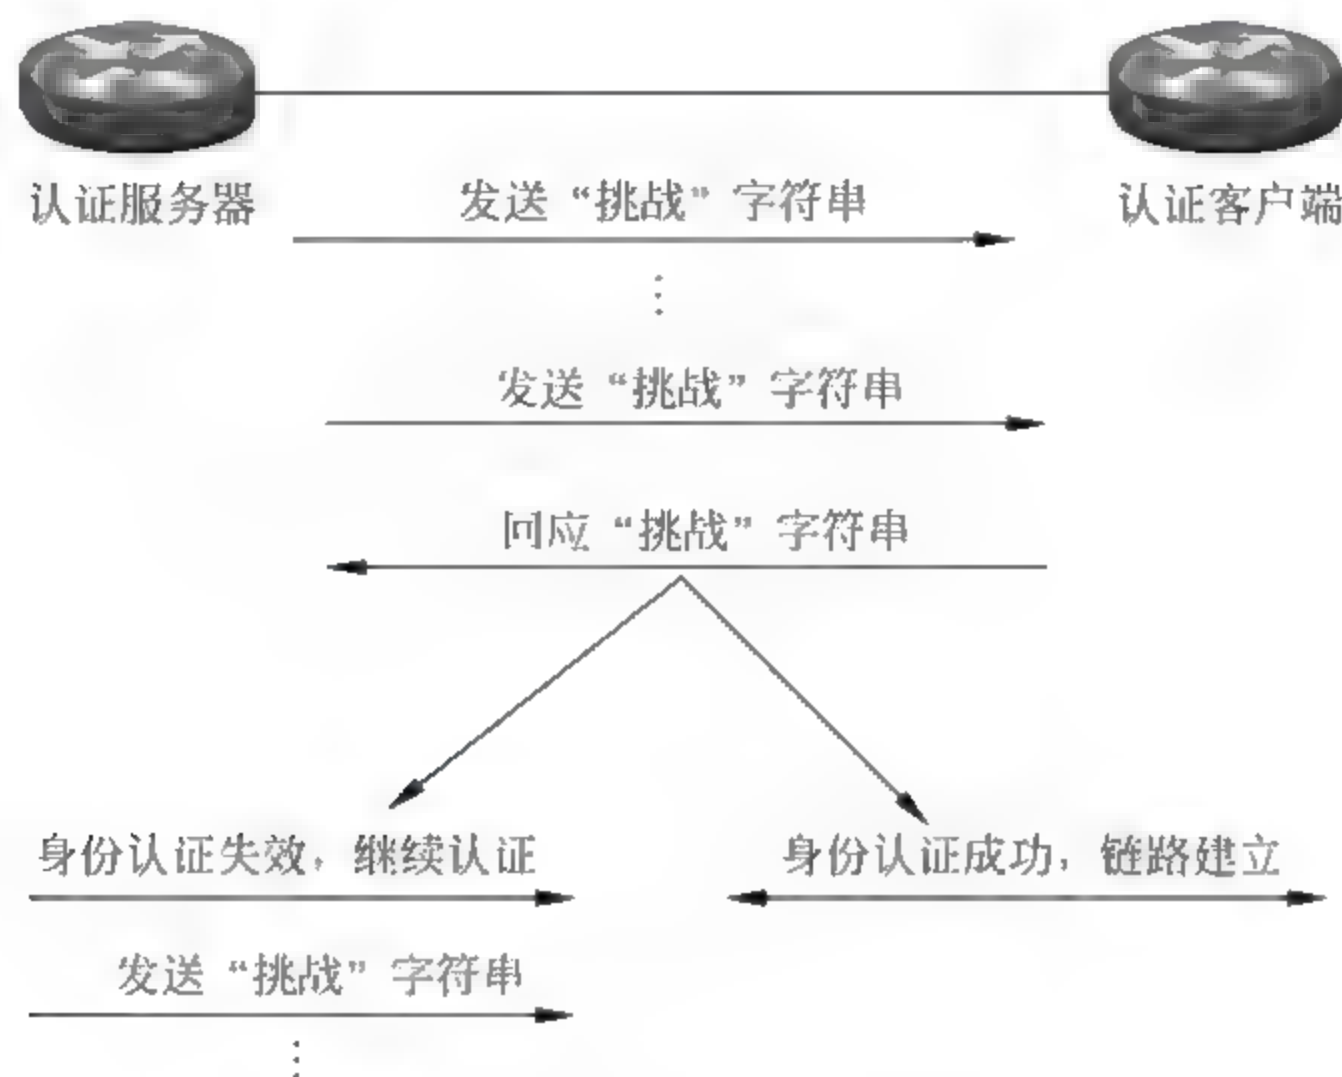 认证服务器
发送“挑战”字符串
认证客户端
发送“挑战”字符串
回应“挑战”字符串
身份认证失效，继续认证
身份认证成功，链路建立
发送“挑战”字符串